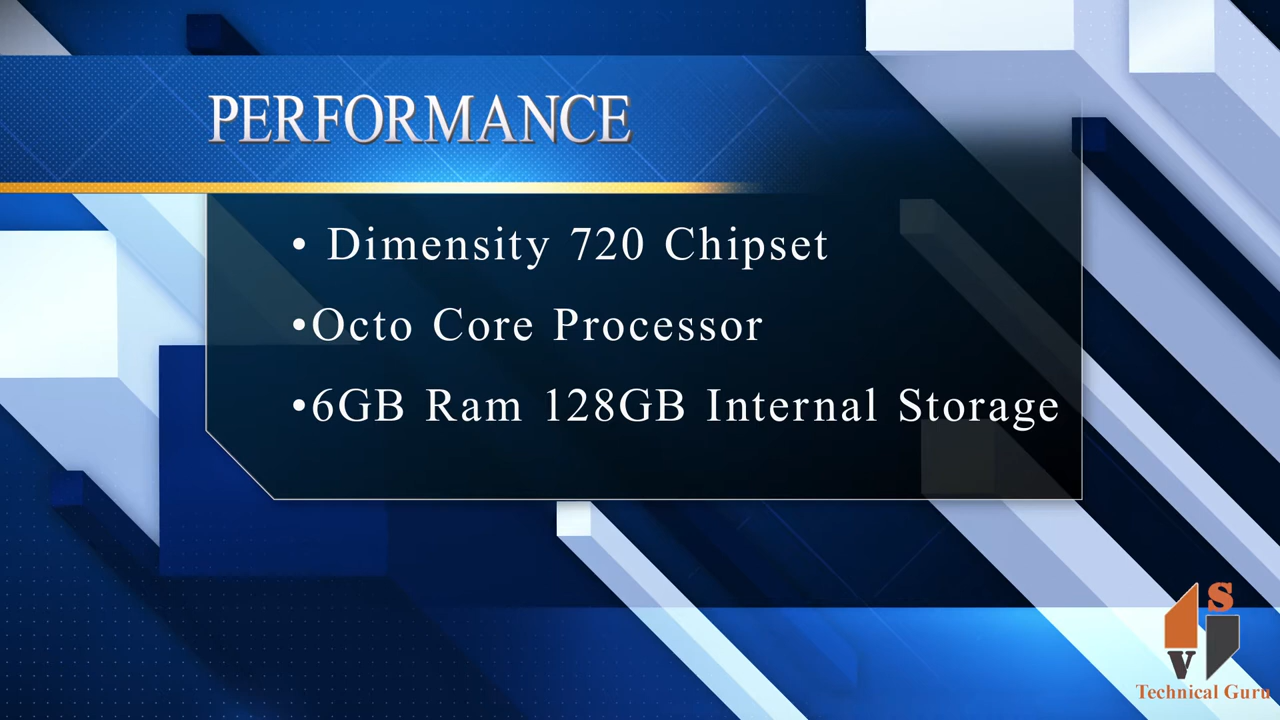 PERFORMANCE
• Dimensity 720 Chipset
•Octo Core Processor
•6GB Ram 128GB Internal Storage
S
V
Technical Guru